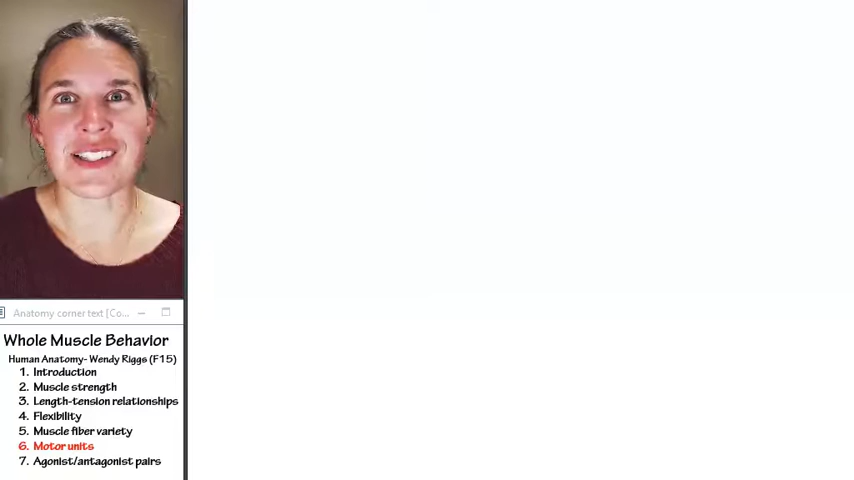 Anatomy corner text [Co...
Whole Muscle Behavior
Human Anatomy- Wendy Riggs (F15)
1. Introduction
2. Muscle strength
3. Length-tension relationships
4. Flexibility
5. Muscle fiber variety
6. Motor units
7. Agonist/antagonist pairs